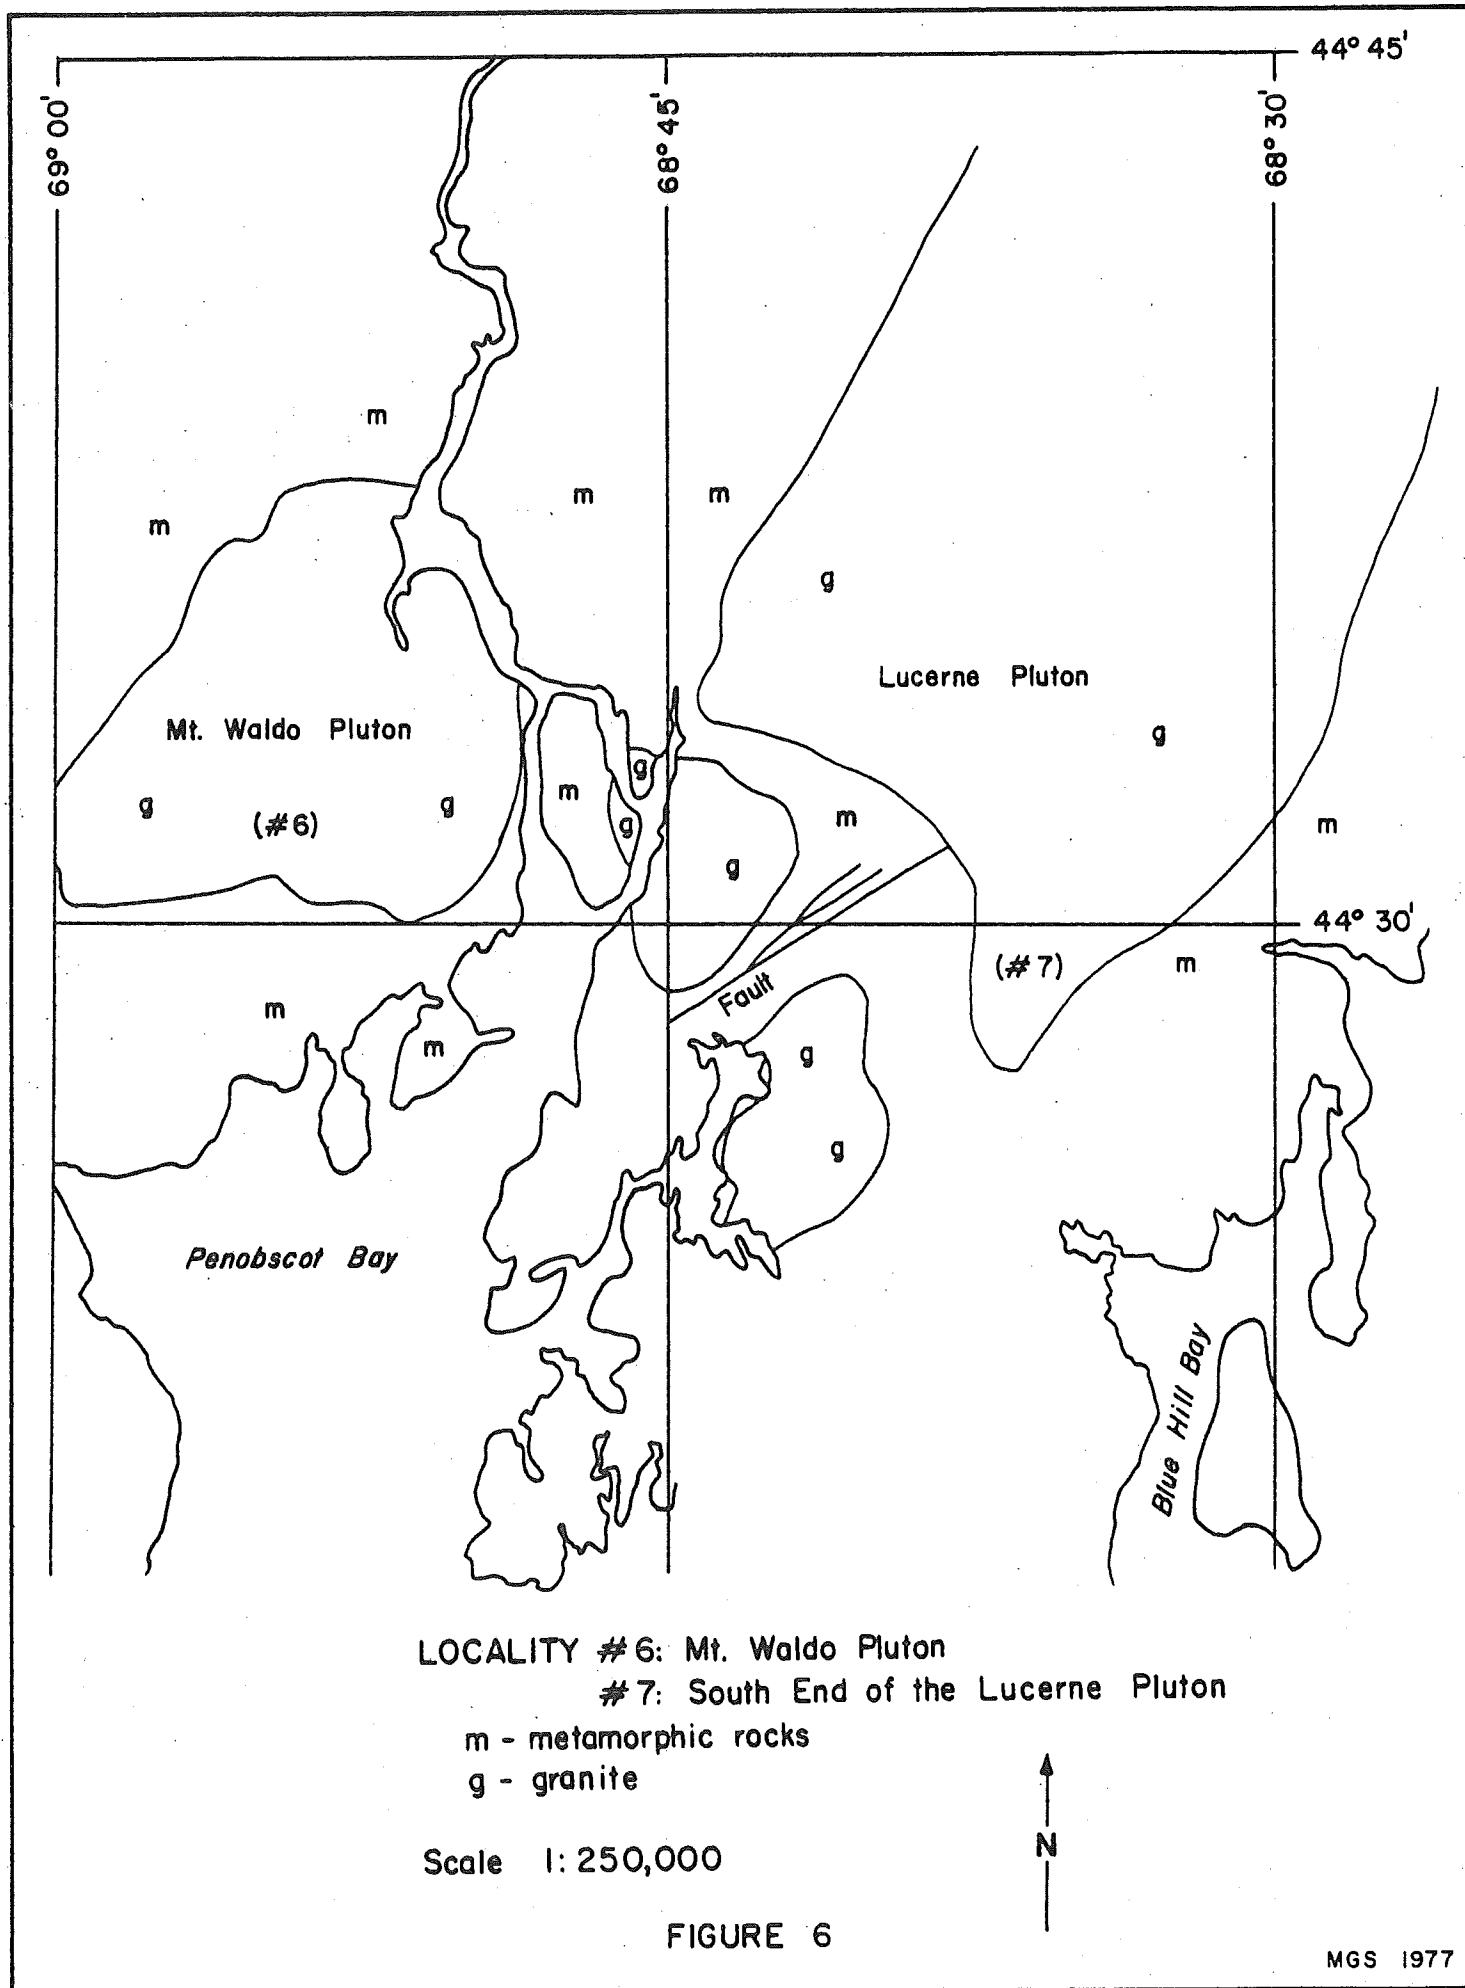 44° 45'
69° 00'
68° 45'
68° 30'
m
m
m
m
g
Lucerne Pluton
Mt. Waldo Pluton
g
g
m
g
g
(#6)
g
m
m
g
g
44° 30'
(#7)
m
Fault
m
m
g
g
Penobscot Bay
Blue Hill Bay
LOCALITY #6: Mt. Waldo Pluton
#7: South End of the Lucerne Pluton
m - metamorphic rocks
g - granite
Scale 1:250,000
N
FIGURE 6
MGS 1977